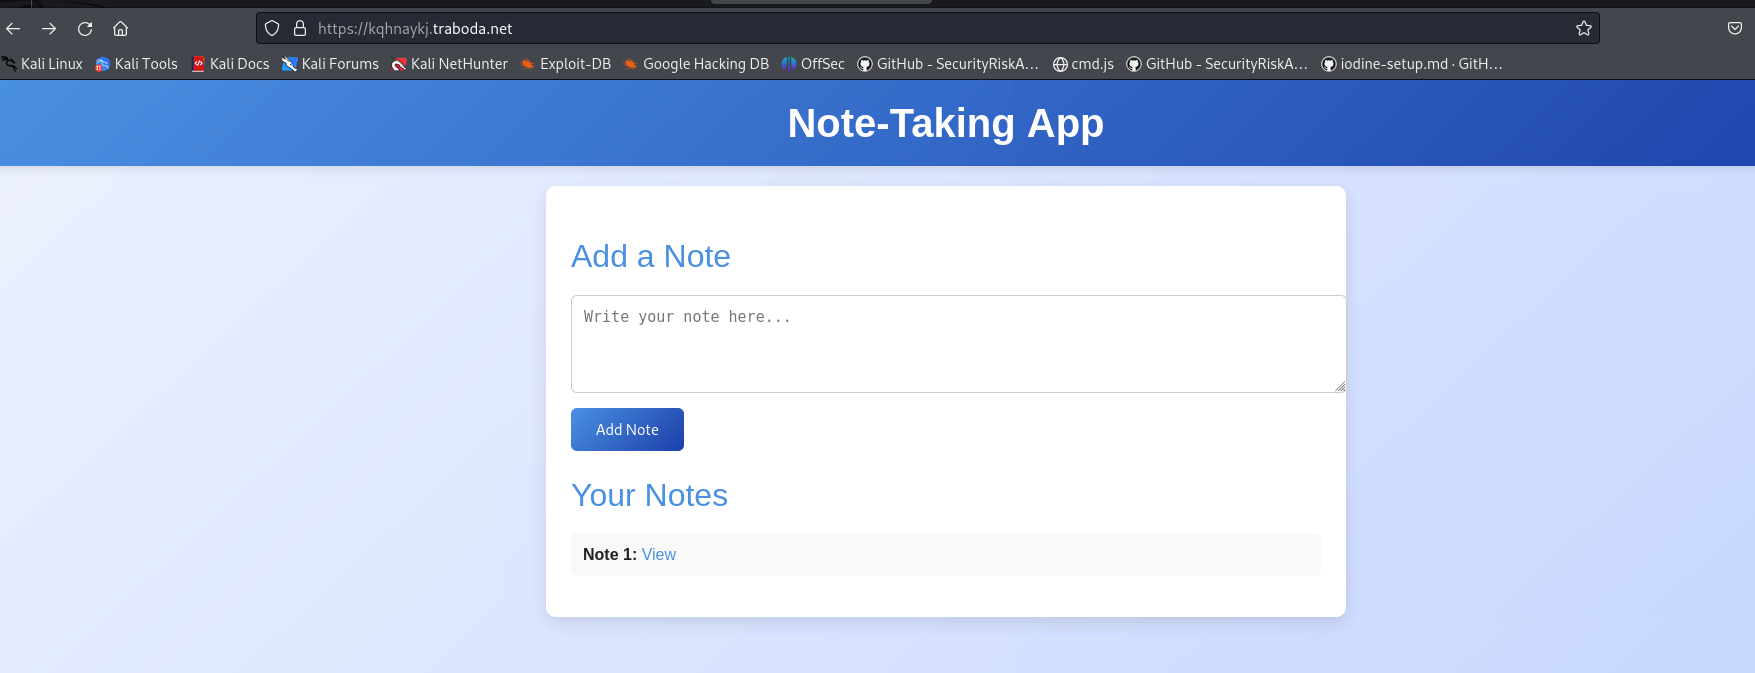 https://kqhnaykj.traboda.net
Kali Linux Kali Tools Kali Docs Kali Forums Kali NetHunter Exploit-DB Google Hacking DB OffSec GitHub - SecurityRiskA... cmd.js GitHub - SecurityRiskA... iodine-setup.md · GitH...
Note-Taking App
Add a Note
Write your note here...
Add Note
Your Notes
Note 1: View